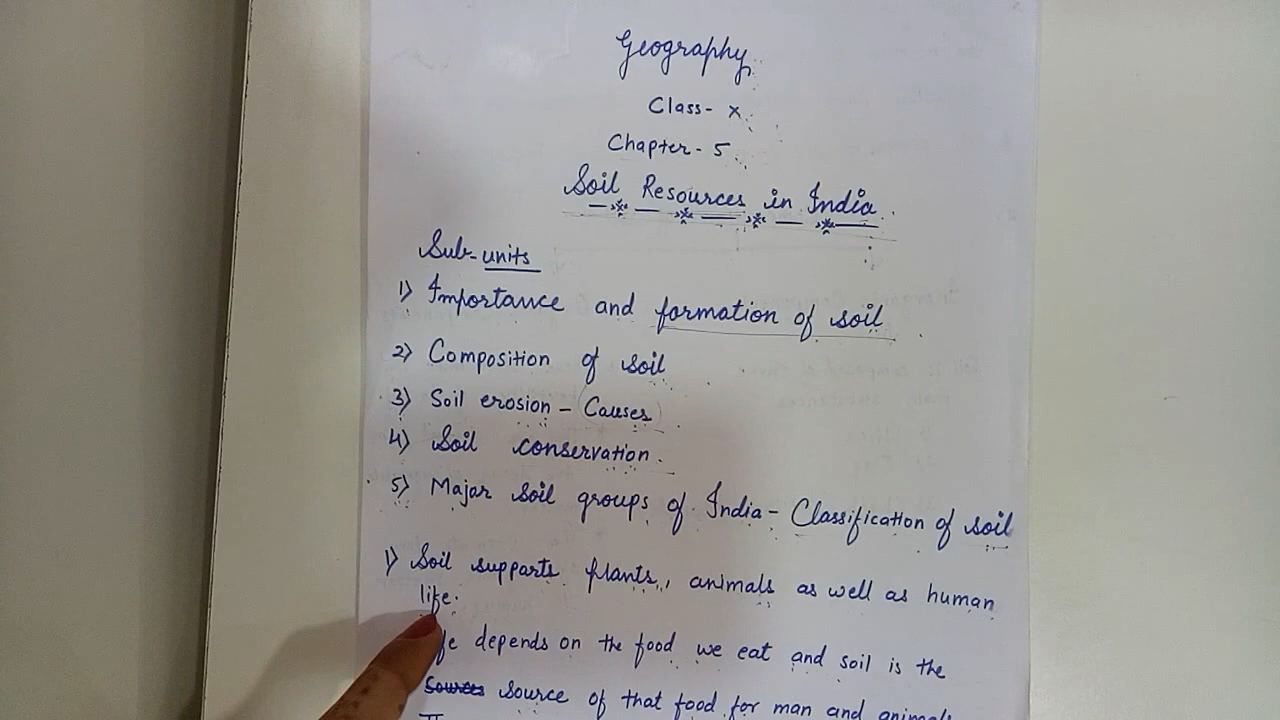 Geography
Class- X
Chapter- 5
Soil Resources in India
Sub-units
1) Importance and formation of soil
2) Composition of soil
3) Soil erosion - (Causes)
4) Soil conservation.
5) Major soil groups of India - Classification of soil
1) Soil supports plants, animals as well as human
life.
depends on the food we eat and soil is the
source of that food for man and animals